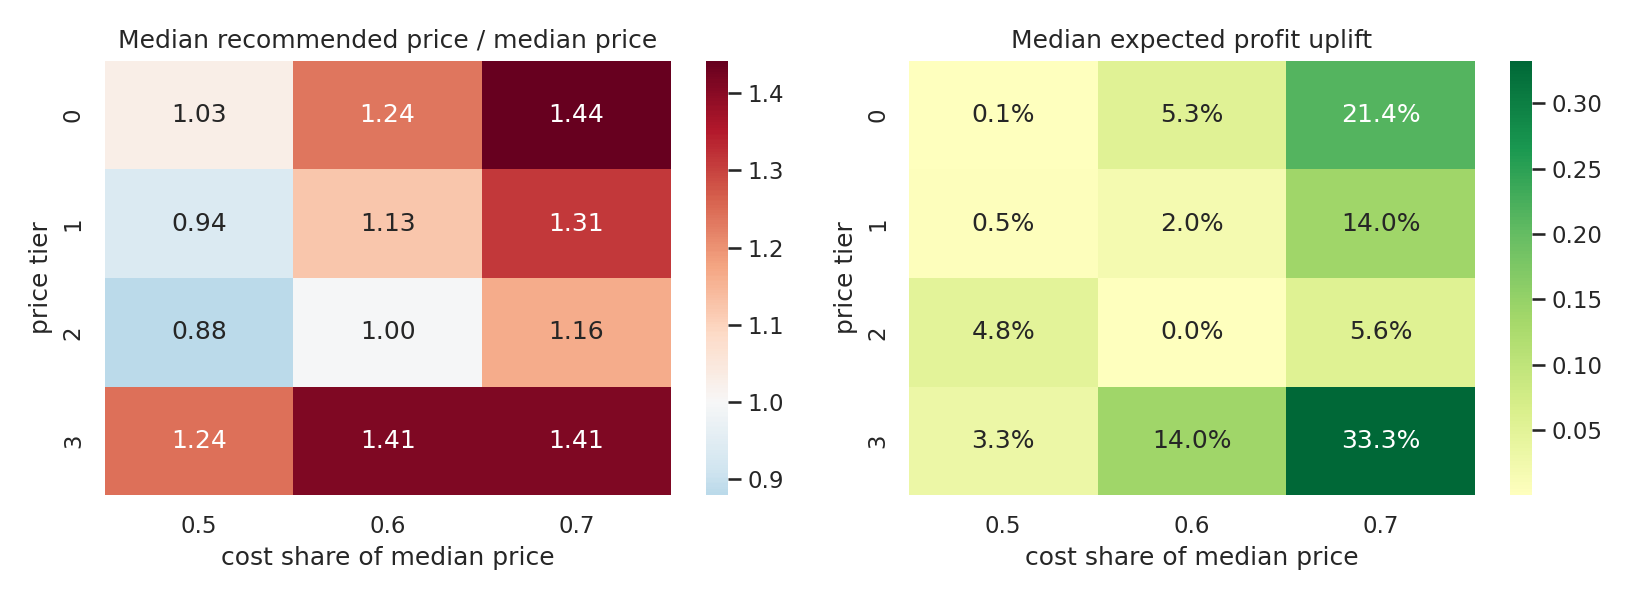 Median recommended price / median price
price tier
0 1.03 1.24 1.44
1 0.94 1.13 1.31
2 0.88 1.00 1.16
3 1.24 1.41 1.41
0.5 0.6 0.7
cost share of median price
1.4
1.3
1.2
1.1
1.0
0.9
Median expected profit uplift
price tier
0 0.1% 5.3% 21.4%
1 0.5% 2.0% 14.0%
2 4.8% 0.0% 5.6%
3 3.3% 14.0% 33.3%
0.5 0.6 0.7
cost share of median price
0.30
0.25
0.20
0.15
0.10
0.05